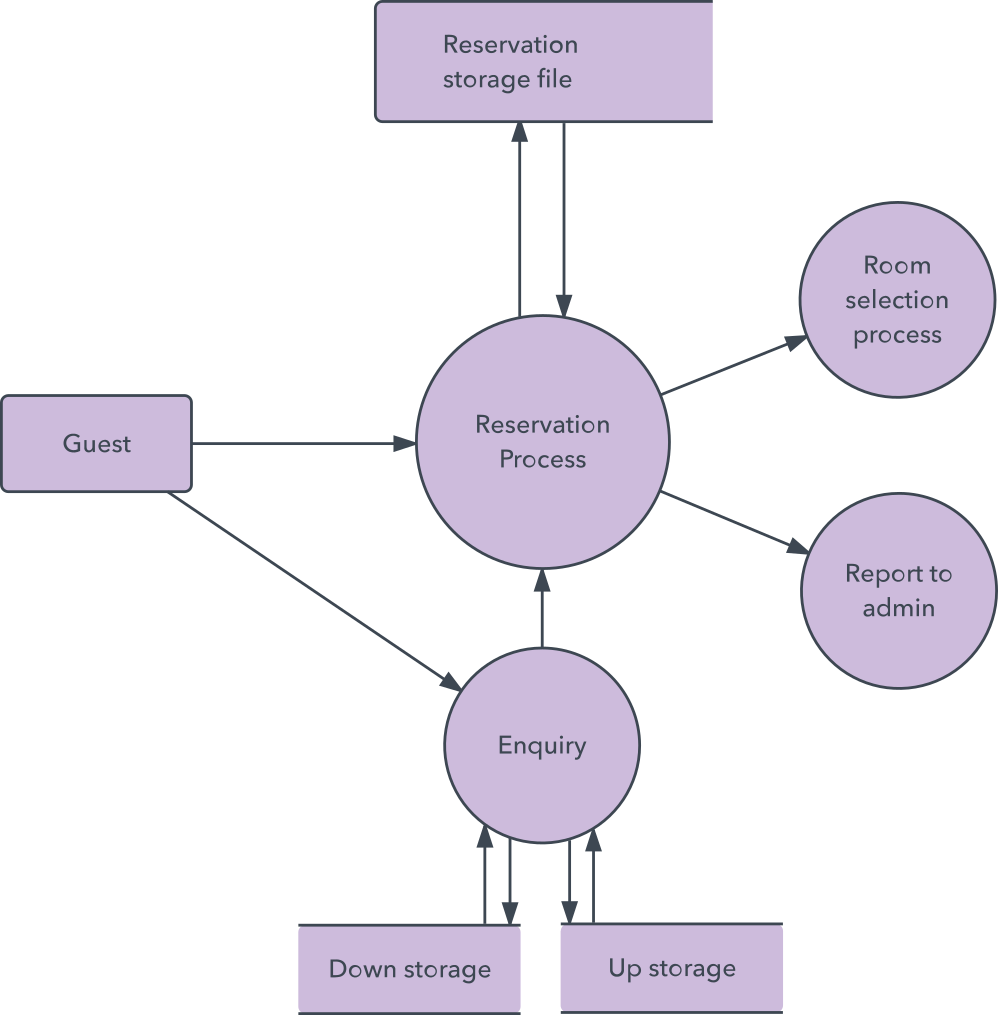 Reservation
storage file
Room
selection
process
Guest
Reservation
Process
Report to
admin
Enquiry
Down storage
Up storage